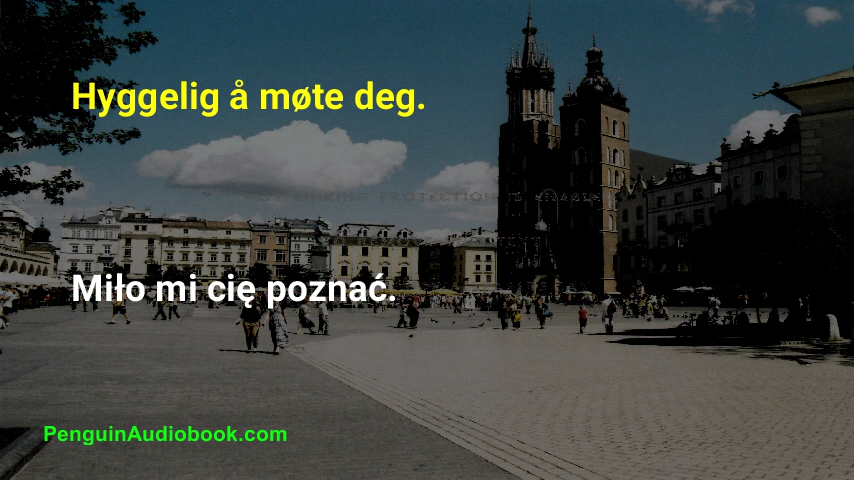 Hyggelig å møte deg.
Miło mi cię poznać.
PenguinAudiobook.com